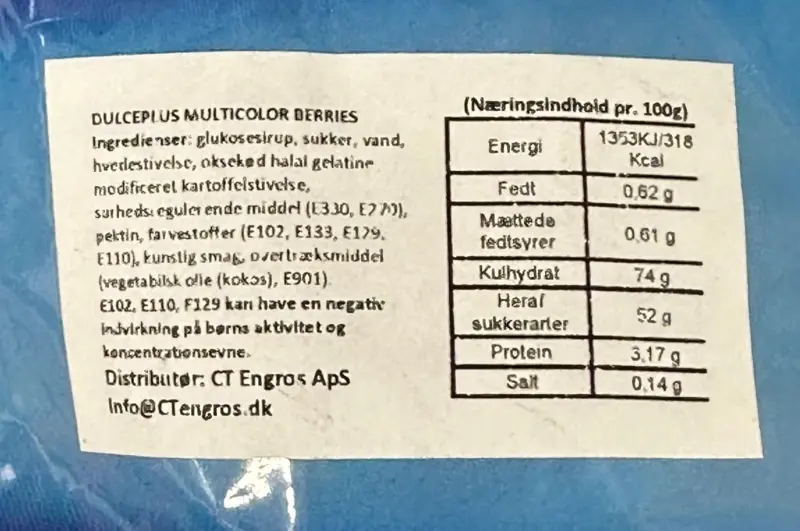 DULCEPLUS MULTICOLOR BERRIES
Ingredienser: glukosesirup, sukker, vand,
hvedestivelse, oksekød halal gelatine
modificeret kartoffelstivelse,
surhedsregulerende middel (E330, E270),
pektin, farvestoffer (E102, E133, E129,
E110), kunstig smag, overtræksmiddel
(vegetabilsk olie (kokos), E901).
E102, E110, E129 kan have en negativ
indvirkning på børns aktivitet og
koncentrationsevne.
Distributør: CT Engros ApS
Info@CTengros.dk
(Næringsindhold pr. 100g)
Energi 1353KJ/318 Kcal
Fedt 0,62 g
Mættede fedtsyrer 0,61 g
Kulhydrat 74 g
Heraf sukkerarter 52 g
Protein 3,17 g
Salt 0,14 g